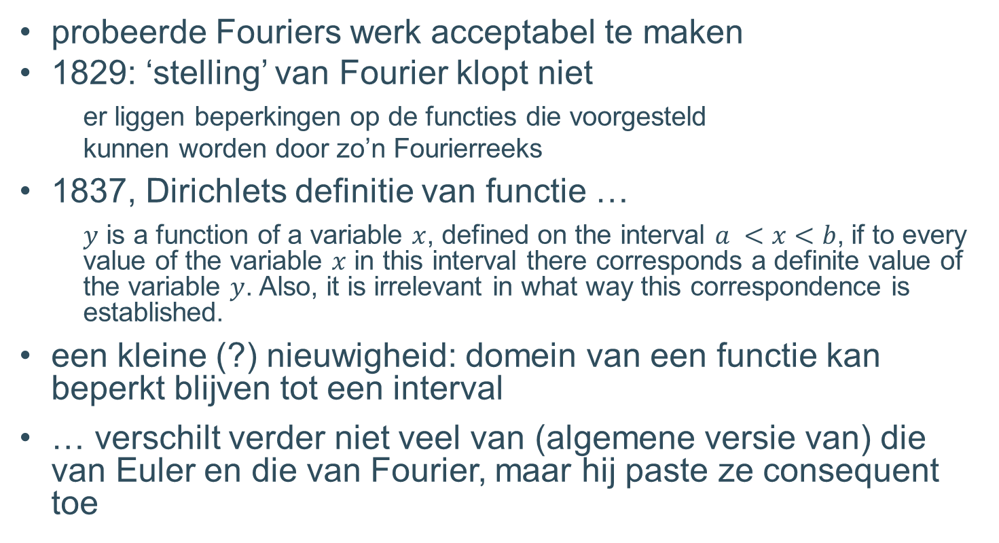 • probeerde Fouriers werk acceptabel te maken
• 1829: ‘stelling’ van Fourier klopt niet
er liggen beperkingen op de functies die voorgesteld
kunnen worden door zo’n Fourierreeks
• 1837, Dirichlets definitie van functie …
y is a function of a variable x, defined on the interval a < x < b, if to every
value of the variable x in this interval there corresponds a definite value of
the variable y. Also, it is irrelevant in what way this correspondence is
established.
• een kleine (?) nieuwigheid: domein van een functie kan
beperkt blijven tot een interval
• … verschilt verder niet veel van (algemene versie van) die
van Euler en die van Fourier, maar hij paste ze consequent
toe